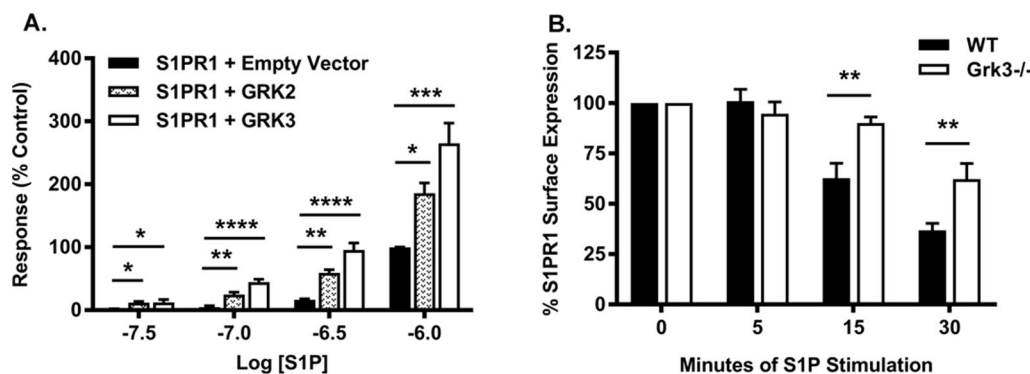 A.
S1PR1 + Empty Vector
S1PR1 + GRK2
S1PR1 + GRK3
Response (% Control)
400
300
200
100
0
* * ** **** ** **** * ***
-7.5 -7.0 -6.5 -6.0
Log [S1P]
B.
WT
Grk3-/-
% S1PR1 Surface Expression
125
100
75
50
25
0
** **
0 5 15 30
Minutes of S1P Stimulation